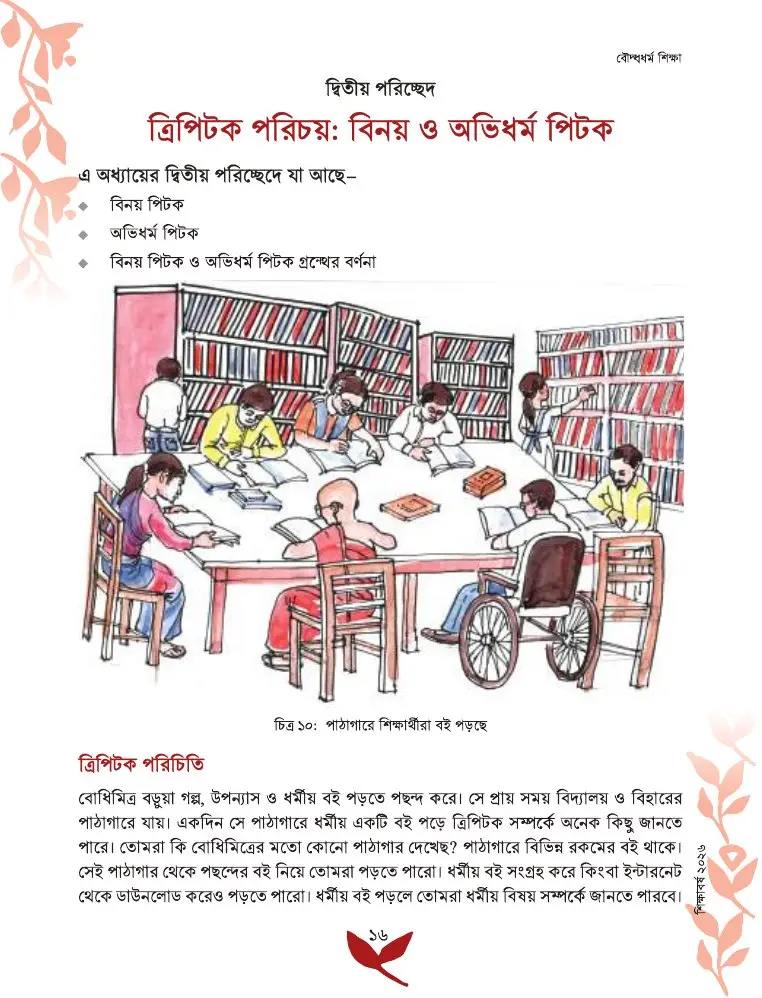 বৌদ্ধধর্ম শিক্ষা
দ্বিতীয় পরিচ্ছেদ
ত্রিপিটক পরিচয়: বিনয় ও অভিধর্ম পিটক
এ অধ্যায়ের দ্বিতীয় পরিচ্ছেদে যা আছে–
◆ বিনয় পিটক
◆ অভিধর্ম পিটক
◆ বিনয় পিটক ও অভিধর্ম পিটক গ্রন্থের বর্ণনা
চিত্র ১০: পাঠাগারে শিক্ষার্থীরা বই পড়ছে
ত্রিপিটক পরিচিতি
বোধিমিত্র বড়ুয়া গল্প, উপন্যাস ও ধর্মীয় বই পড়তে পছন্দ করে। সে প্রায় সময় বিদ্যালয় ও বিহারের
পাঠাগারে যায়। একদিন সে পাঠাগারে ধর্মীয় একটি বই পড়ে ত্রিপিটক সম্পর্কে অনেক কিছু জানতে
পারে। তোমরা কি বোধিমিত্রের মতো কোনো পাঠাগার দেখেছ? পাঠাগারে বিভিন্ন রকমের বই থাকে।
সেই পাঠাগার থেকে পছন্দের বই নিয়ে তোমরা পড়তে পারো। ধর্মীয় বই সংগ্রহ করে কিংবা ইন্টারনেট
থেকে ডাউনলোড করেও পড়তে পারো। ধর্মীয় বই পড়লে তোমরা ধর্মীয় বিষয় সম্পর্কে জানতে পারবে।
শিক্ষাবর্ষ ২০২৬
১৬